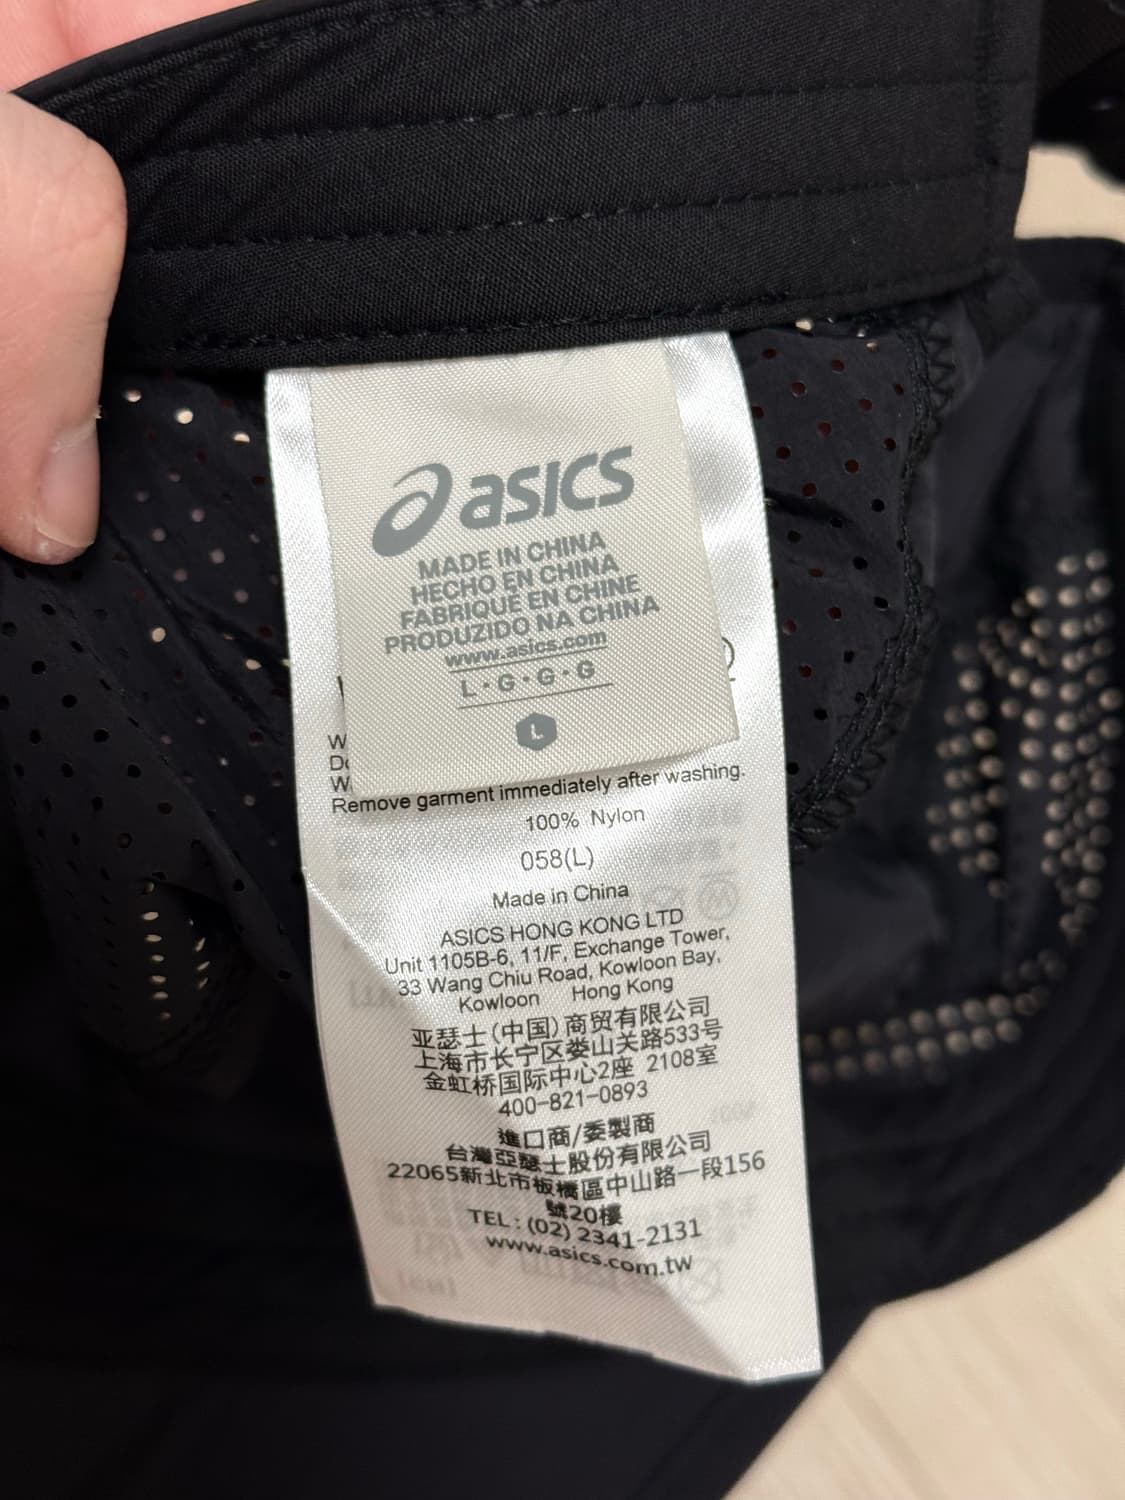 asics
MADE IN CHINA
HECHO EN CHINA
FABRIQUÉ EN CHINE
PRODUZIDO NA CHINA
www.asics.com
L·G·G·G
L
Remove garment immediately after washing.
100% Nylon
058(L)
Made in China
ASICS HONG KONG LTD
Unit 1105B-6, 11/F, Exchange Tower,
33 Wang Chiu Road, Kowloon Bay,
Kowloon Hong Kong
亚瑟士(中国)商贸有限公司
上海市长宁区娄山关路533号
金虹桥国际中心2座 2108室
400-821-0893
進口商/委製商
台灣亞瑟士股份有限公司
22065新北市板橋區中山路一段156
號20樓
TEL:(02) 2341-2131
www.asics.com.tw